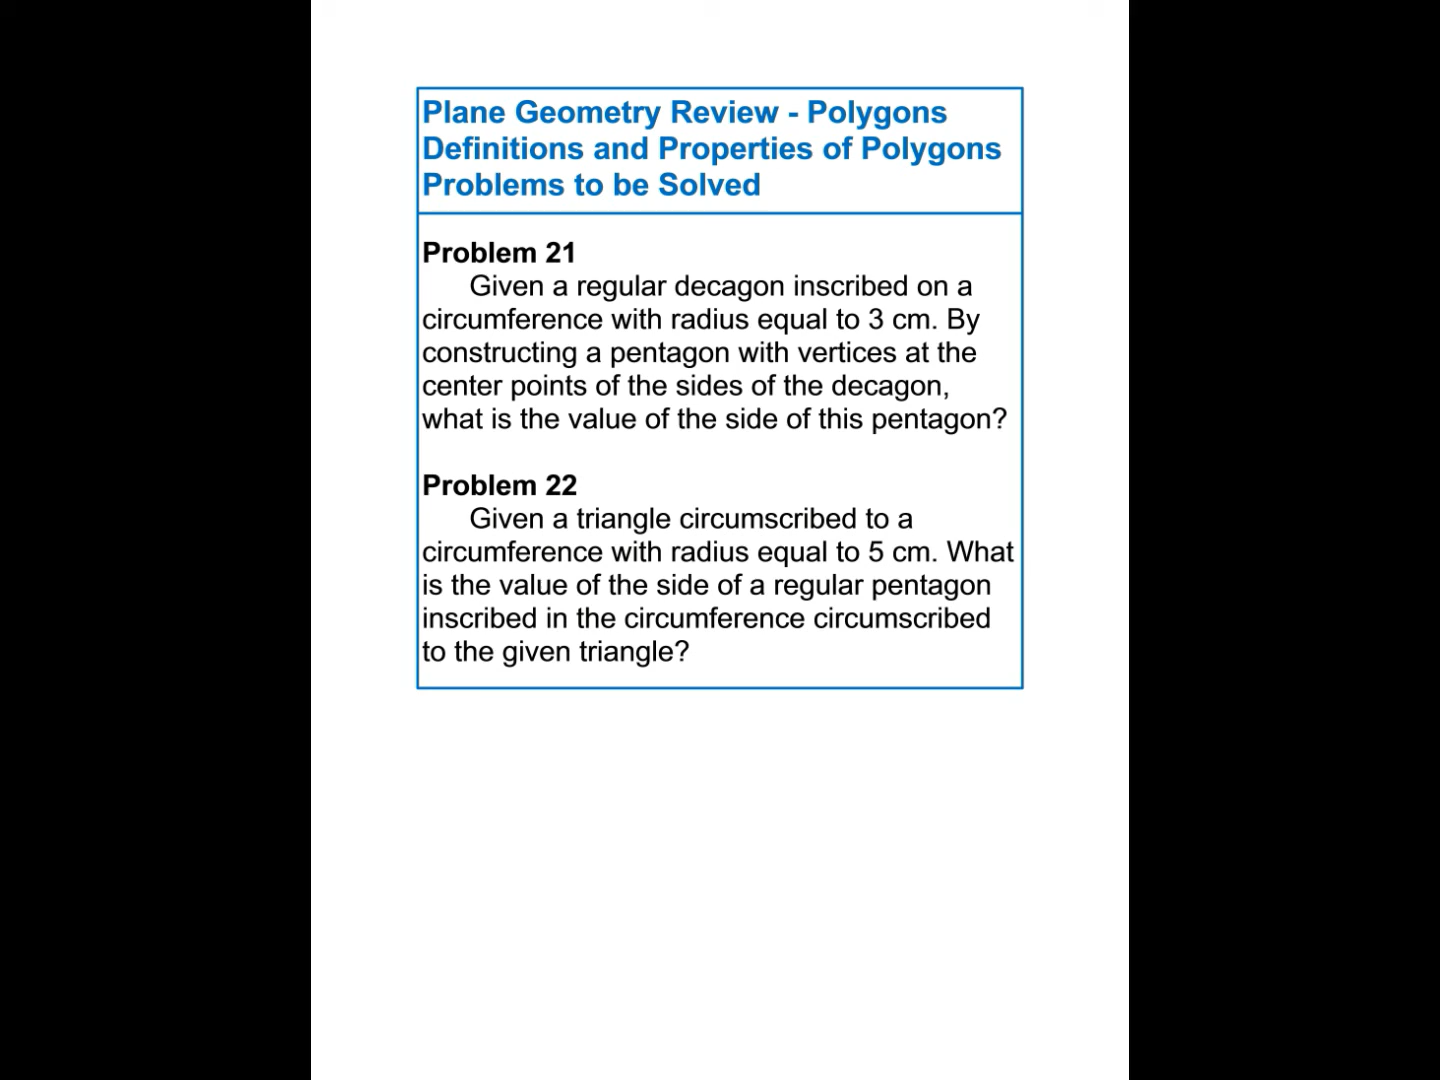 Plane Geometry Review - Polygons
Definitions and Properties of Polygons
Problems to be Solved
Problem 21
Given a regular decagon inscribed on a
circumference with radius equal to 3 cm. By
constructing a pentagon with vertices at the
center points of the sides of the decagon,
what is the value of the side of this pentagon?
Problem 22
Given a triangle circumscribed to a
circumference with radius equal to 5 cm. What
is the value of the side of a regular pentagon
inscribed in the circumference circumscribed
to the given triangle?